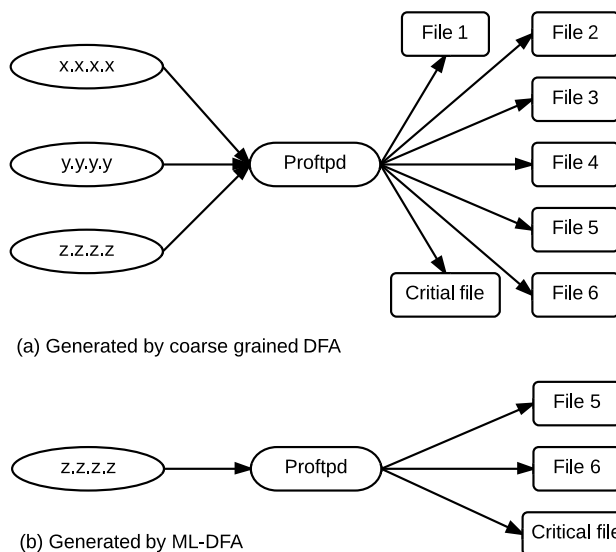 File 1
File 2
x.x.x.x
File 3
y.y.y.y
Proftpd
File 4
File 5
z.z.z.z
Critial file
File 6
(a) Generated by coarse grained DFA
File 5
z.z.z.z
Proftpd
File 6
Critical file
(b) Generated by ML-DFA